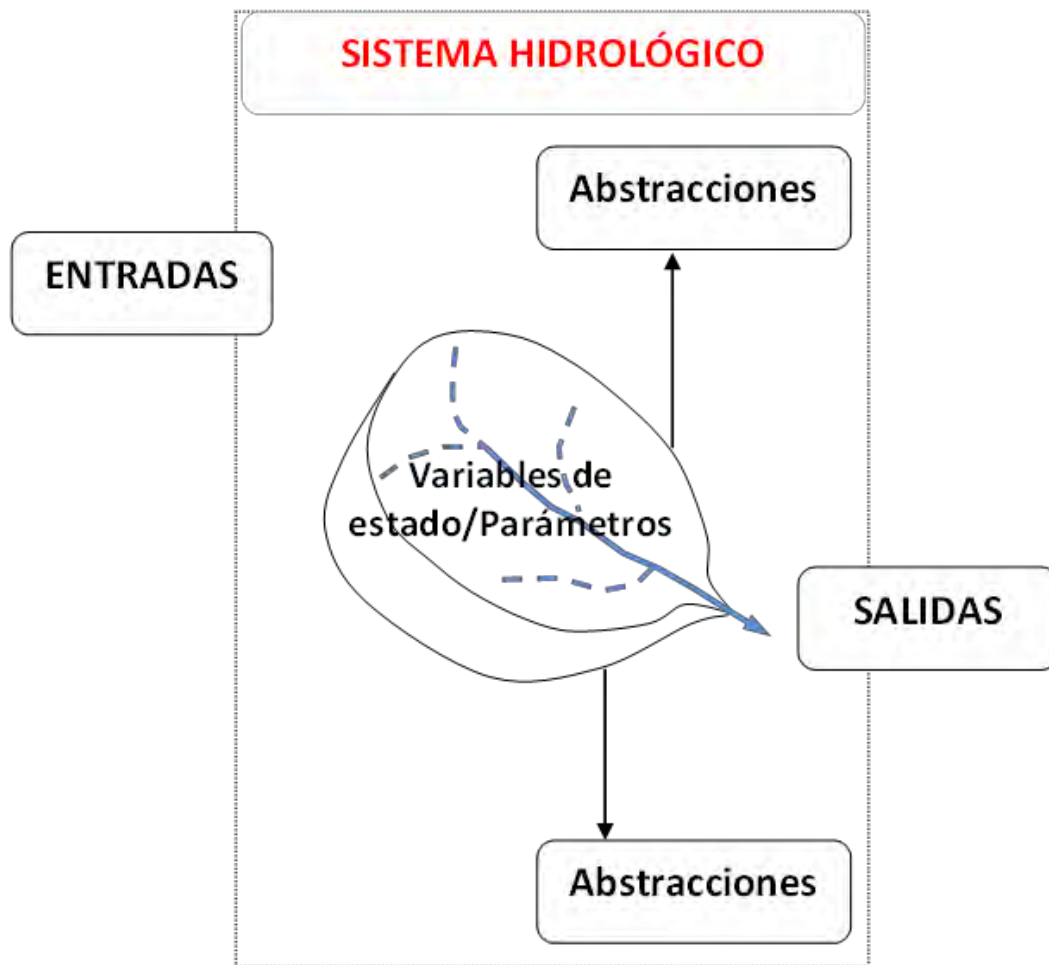 SISTEMA HIDROLÓGICO
Abstracciones
ENTRADAS
Variables de
estado/Parámetros
SALIDAS
Abstracciones